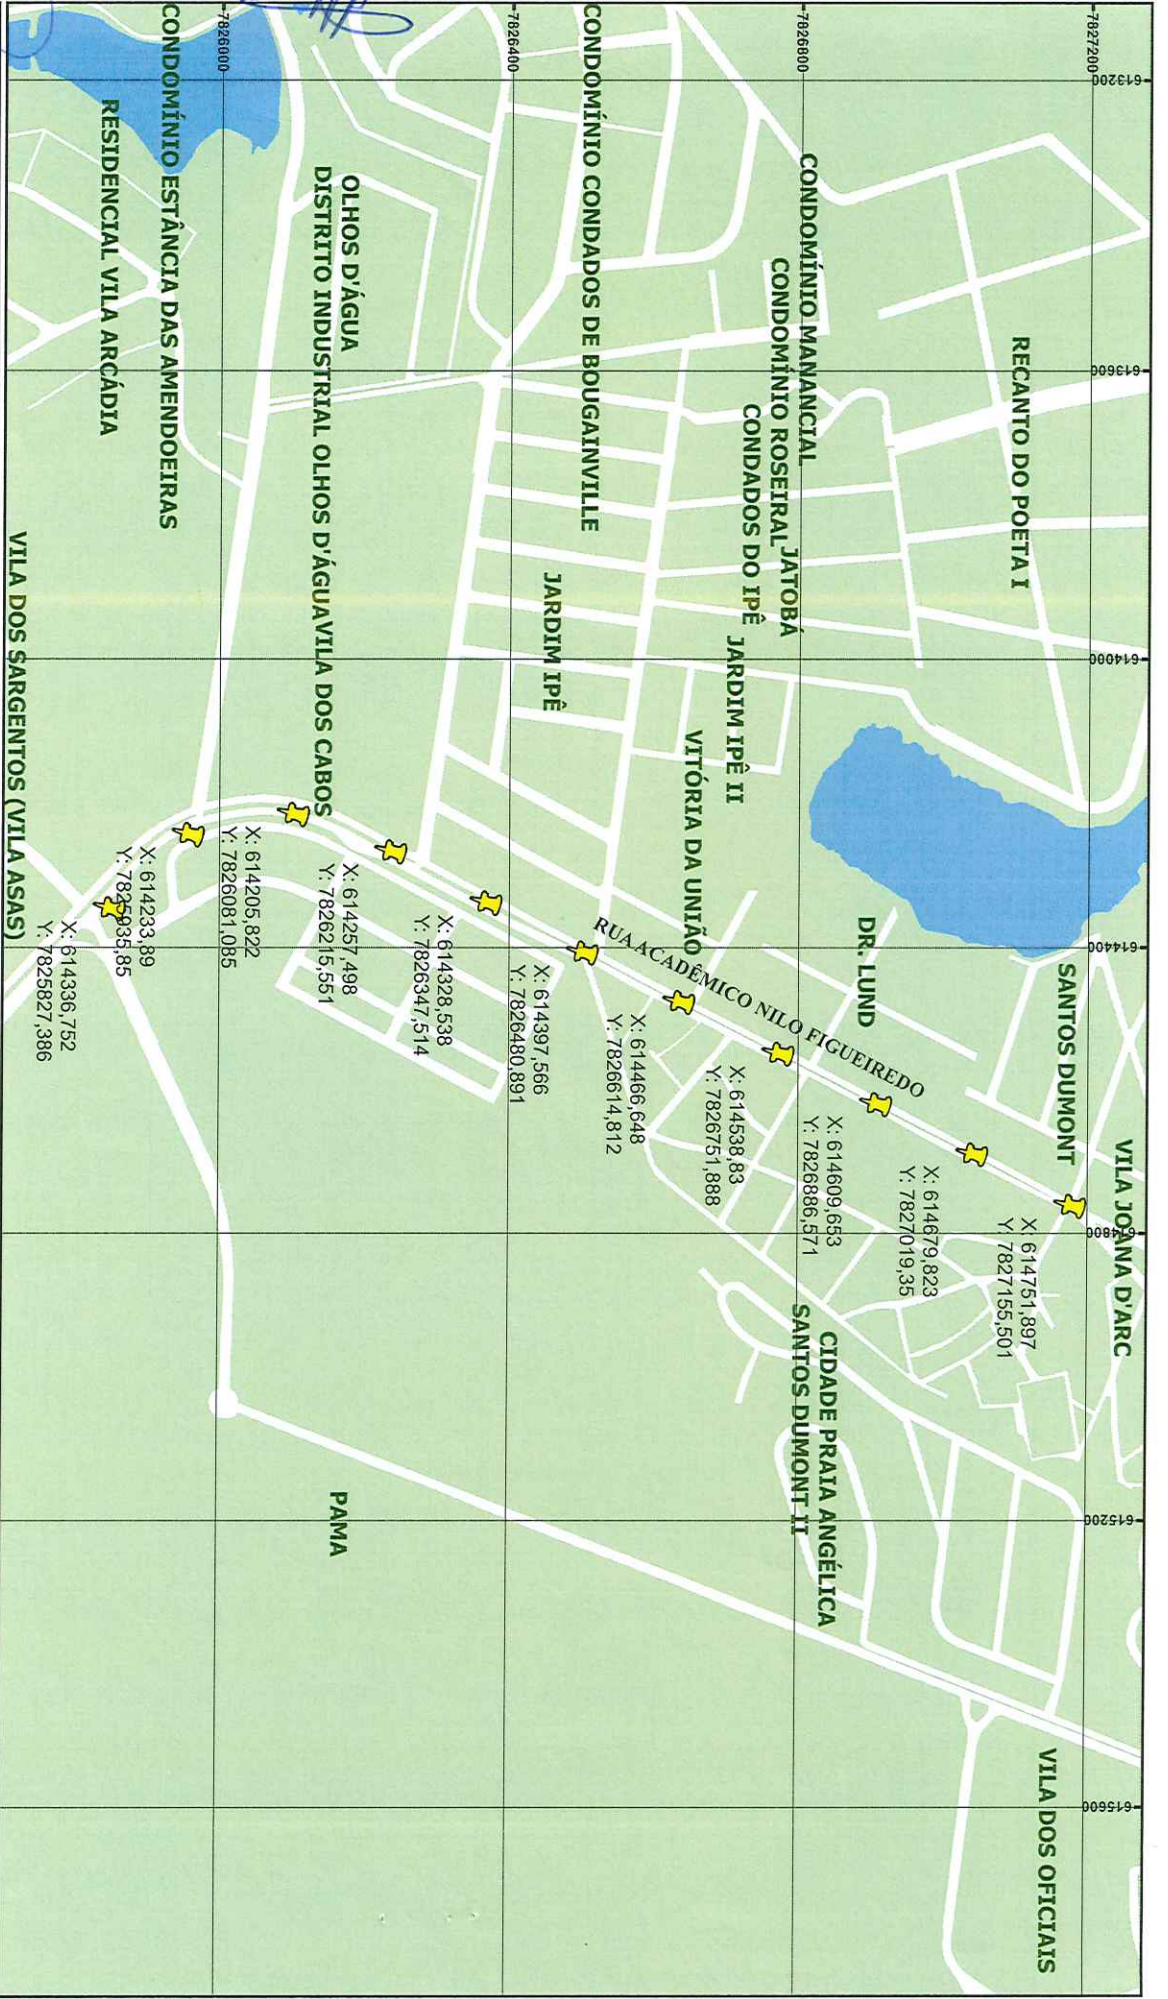 613200
613600
614000
614400
614800
615200
615600
7827200
7826800
7826400
7826000
RECANTO DO POETA I
SANTOS DUMONT
VILA JOANA D'ARC
VILA DOS OFICIAIS
CONDOMÍNIO MANANCIAL
CONDOMÍNIO ROSEIRAL
JATOBÁ
CONDADOS DO IPÊ
JARDIM IPÊ II
VITÓRIA DA UNIÃO
DR. LUND
RUA ACADÊMICO NILO FIGUEIREDO
CIDADE PRAIA ANGÉLICA
SANTOS DUMONT II
CONDOMÍNIO CONDADOS DE BOUGAINVILLE
JARDIM IPÊ
OLHOS D'ÁGUA
DISTRITO INDUSTRIAL OLHOS D'ÁGUA
VILA DOS CABOS
PAMA
CONDOMÍNIO ESTÂNCIA DAS AMENDOEIRAS
RESIDENCIAL VILA ARCÁDIA
VILA DOS SARGENTOS (VILA ASAS)
X: 614751,897
Y: 7827155,501
X: 614679,823
Y: 7827019,35
X: 614609,653
Y: 7826886,571
X: 614538,83
Y: 7826751,888
X: 614466,648
Y: 7826614,812
X: 614397,566
Y: 7826480,891
X: 614328,538
Y: 7826347,514
X: 614257,498
Y: 7826215,551
X: 614205,822
Y: 7826081,085
X: 614233,89
Y: 7825935,85
X: 614336,752
Y: 7825827,386